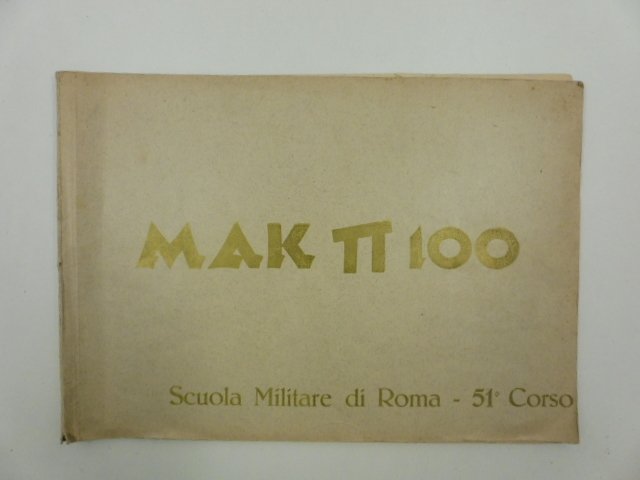 MAK π 100
Scuola Militare di Roma - 51° Corso